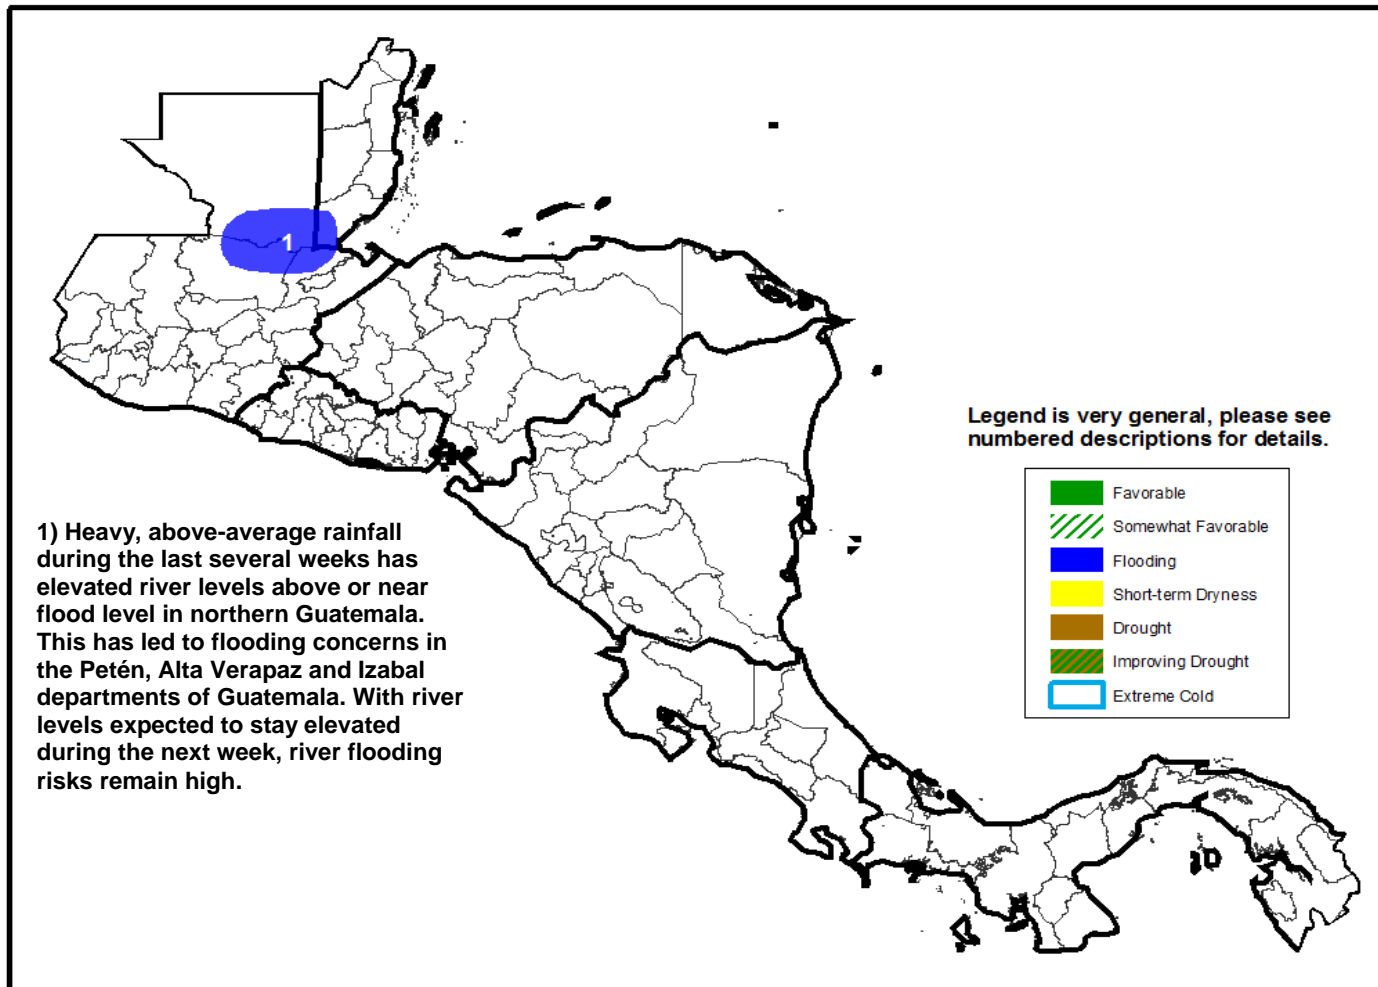 1
Legend is very general, please see
numbered descriptions for details.
Favorable
Somewhat Favorable
Flooding
Short-term Dryness
Drought
Improving Drought
Extreme Cold
1) Heavy, above-average rainfall
during the last several weeks has
elevated river levels above or near
flood level in northern Guatemala.
This has led to flooding concerns in
the Petén, Alta Verapaz and Izabal
departments of Guatemala. With river
levels expected to stay elevated
during the next week, river flooding
risks remain high.